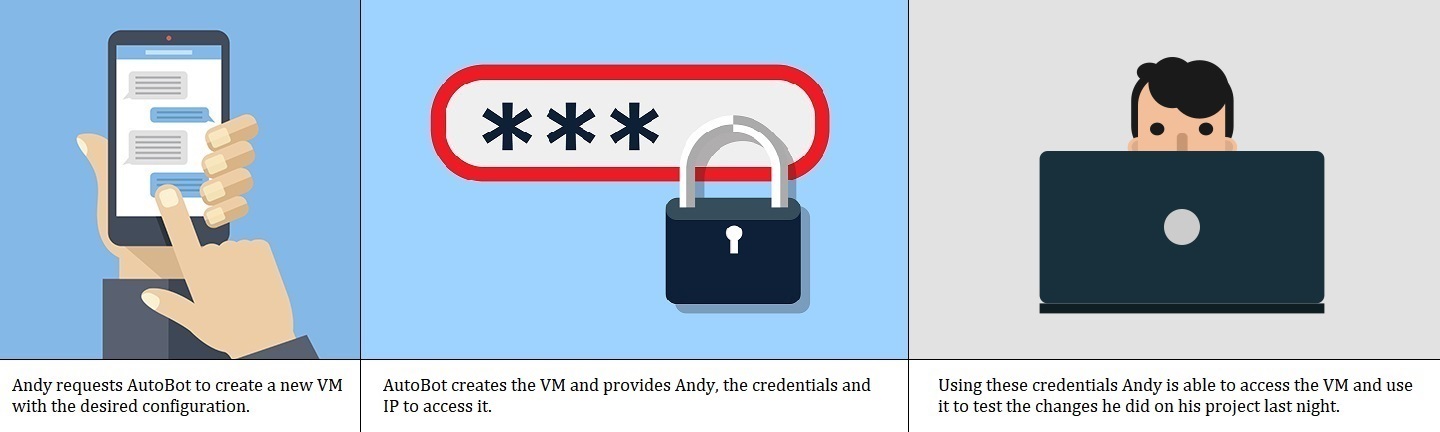 Andy requests AutoBot to create a new VM
with the desired configuration.
***
AutoBot creates the VM and provides Andy, the credentials and
IP to access it.
Using these credentials Andy is able to access the VM and use
it to test the changes he did on his project last night.